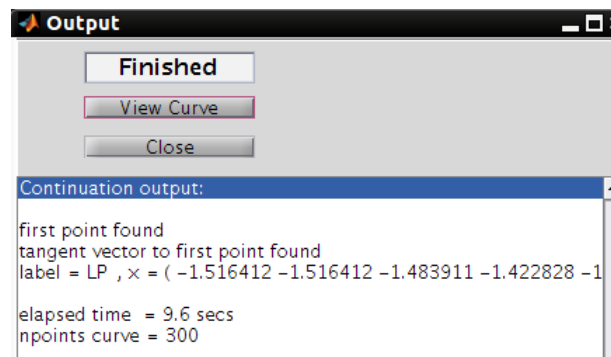 Output
Finished
View Curve
Close
Continuation output:
first point found
tangent vector to first point found
label = LP , x = ( -1.516412 -1.516412 -1.483911 -1.422828 -1
elapsed time  = 9.6 secs
npoints curve = 300